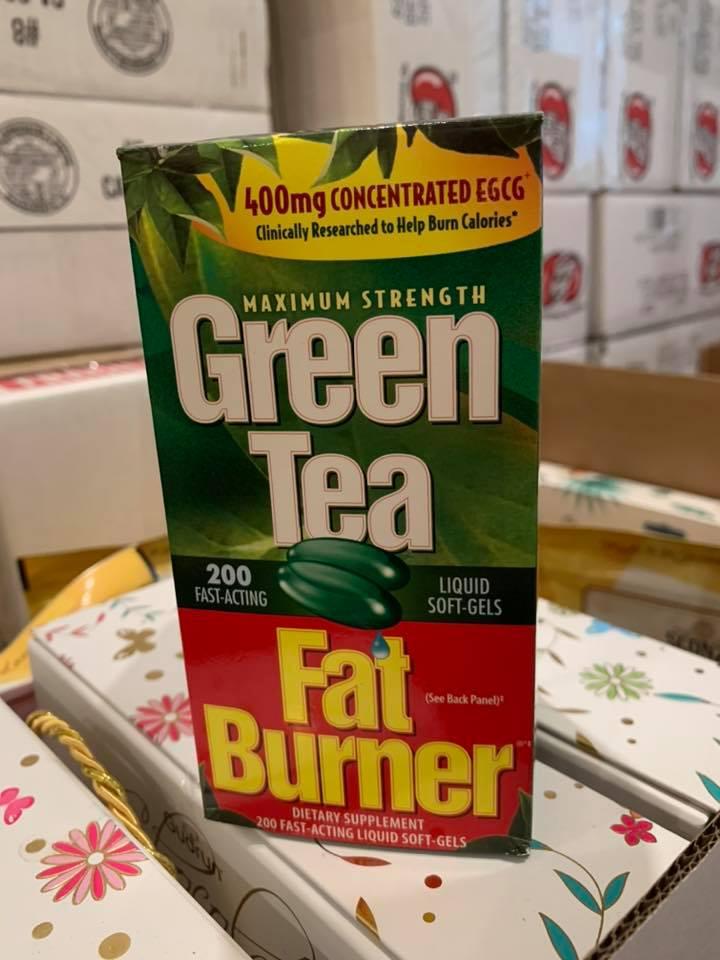 400mg CONCENTRATED EGCG
Clinically Researched to Help Burn Calories*
MAXIMUM STRENGTH
Green
Tea
200
FAST-ACTING
LIQUID
SOFT-GELS
Fat
(See Back Panel)‡
Burner
DIETARY SUPPLEMENT
200 FAST-ACTING LIQUID SOFT-GELS